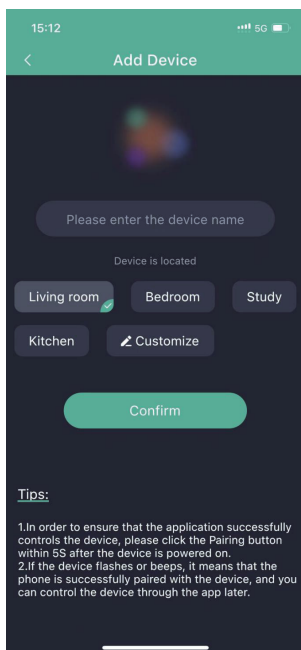 15:12
5G
Add Device
Please enter the device name
Device is located
Living room Bedroom Study
Kitchen Customize
Confirm
Tips:
1.In order to ensure that the application successfully
controls the device, please click the Pairing button
within 5S after the device is powered on.
2.If the device flashes or beeps, it means that the
phone is successfully paired with the device, and you
can control the device through the app later.